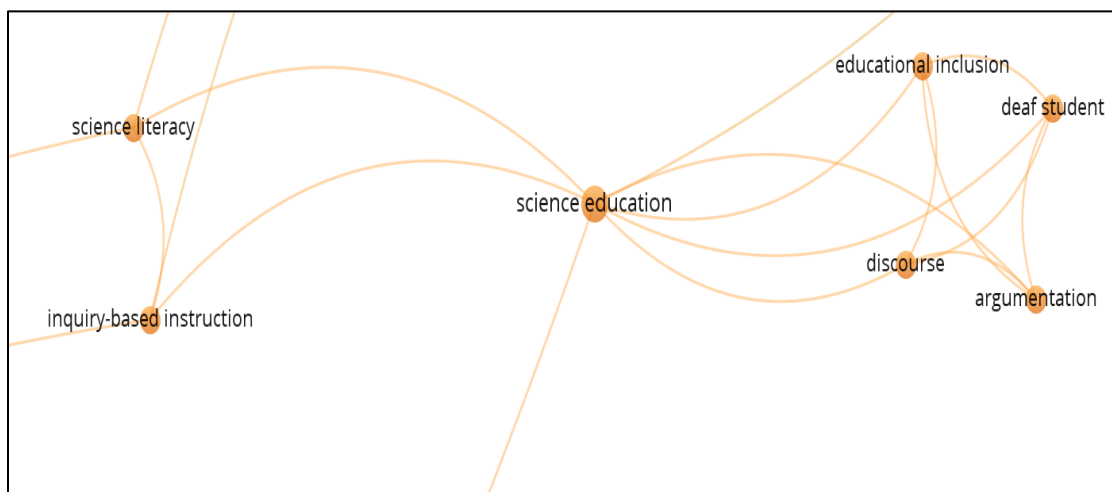 educational inclusion
deaf student
science literacy
science education
discourse
argumentation
inquiry-based instruction